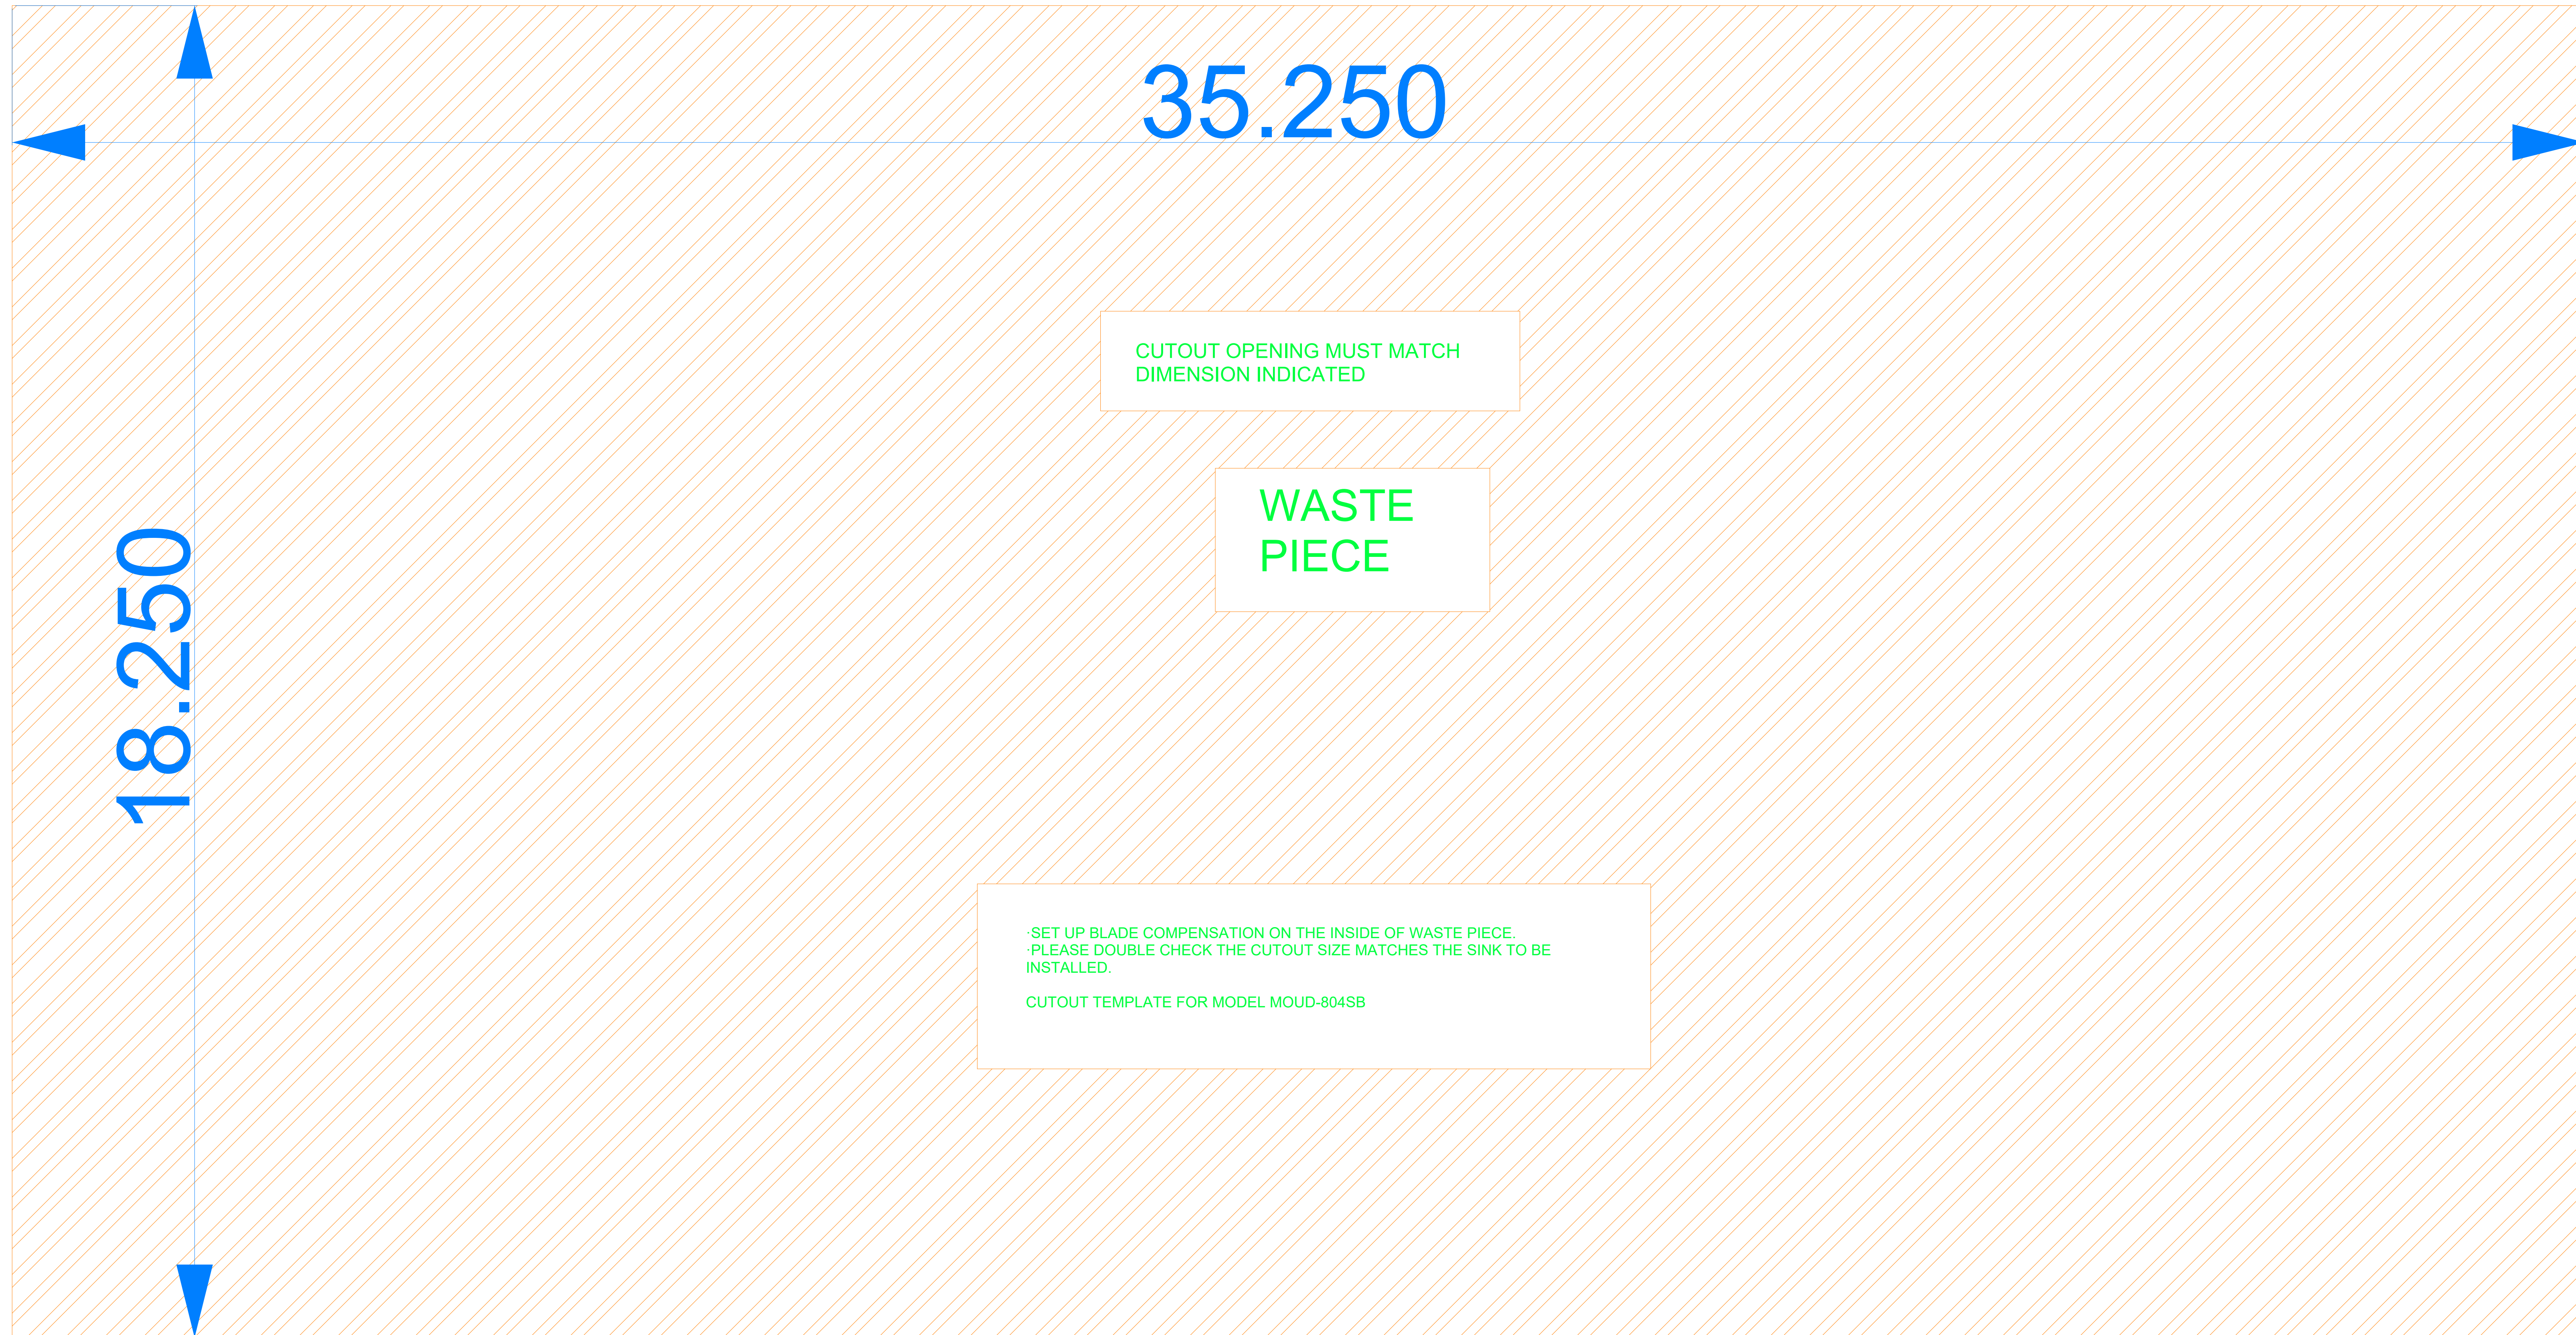 35.250
CUTOUT OPENING MUST MATCH
DIMENSION INDICATED
WASTE
PIECE
18.250
·SET UP BLADE COMPENSATION ON THE INSIDE OF WASTE PIECE.
·PLEASE DOUBLE CHECK THE CUTOUT SIZE MATCHES THE SINK TO BE
INSTALLED.
CUTOUT TEMPLATE FOR MODEL MOUD-804SB